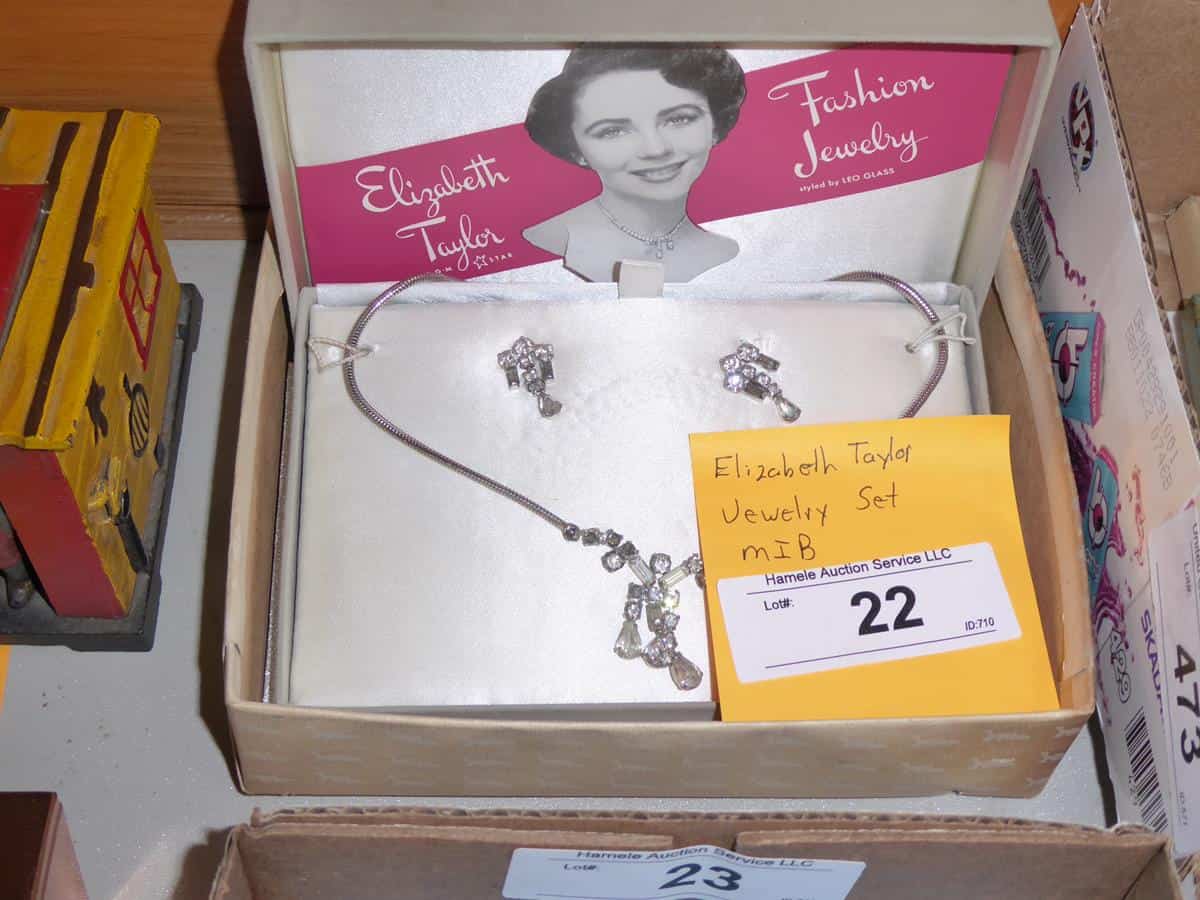 Elizabeth
Taylor
STAR
Fashion
Jewelry
styled by LEO GLASS
Elizabeth Taylor
Jewelry Set
MIB
Hamele Auction Service LLC
Lot#:
22
ID:710
Hamele Auction Service LLC
Lot#:
23
473